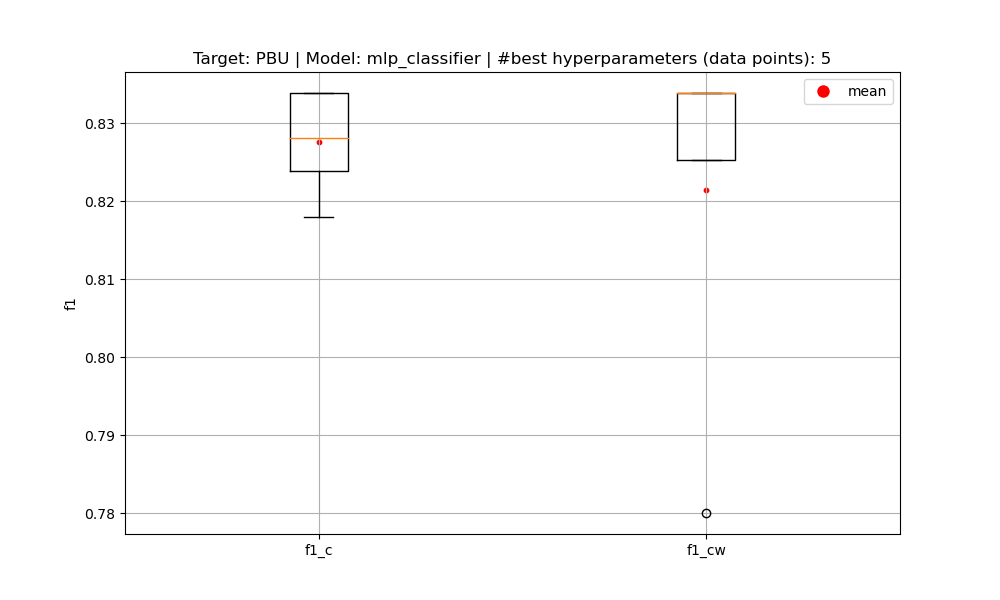 Target: PBU | Model: mlp_classifier | #best hyperparameters (data points): 5
mean
0.83
0.82
0.81
0.80
0.79
0.78
f1
f1_c
f1_cw